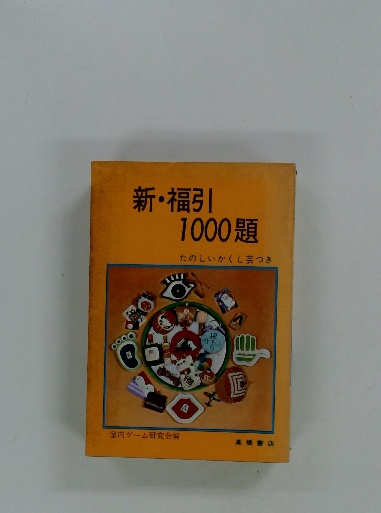 新・福引
1000題
たのしいかくし芸つき
室内ゲーム研究会編
高橋書店